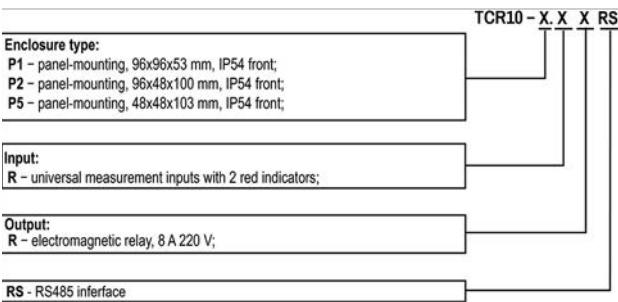 TCR10 – X. X X RS
Enclosure type:
P1 – panel-mounting, 96x96x53 mm, IP54 front;
P2 – panel-mounting, 96x48x100 mm, IP54 front;
P5 – panel-mounting, 48x48x103 mm, IP54 front;
Input:
R – universal measurement inputs with 2 red indicators;
Output:
R – electromagnetic relay, 8 A 220 V;
RS - RS485 inferface